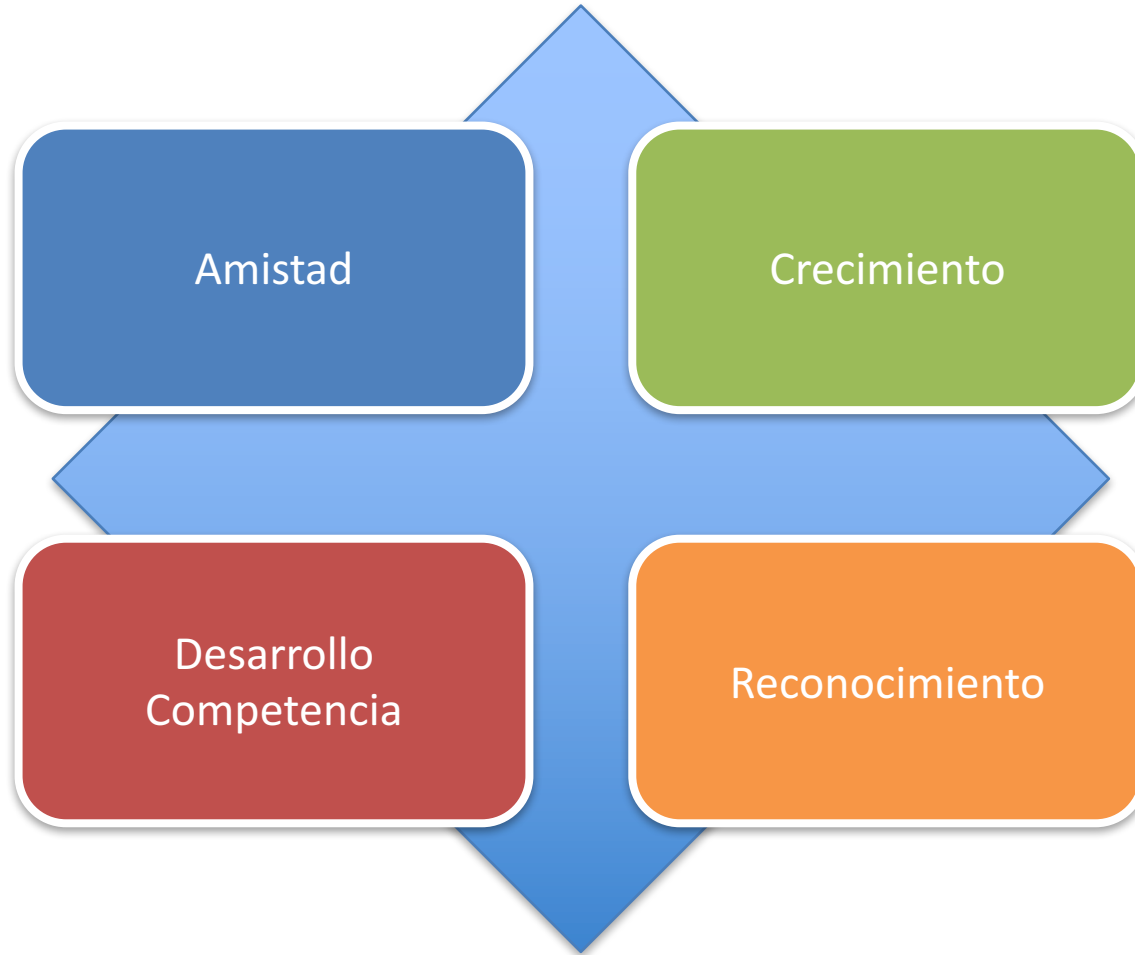 Amistad
Crecimiento
Desarrollo
Competencia
Reconocimiento